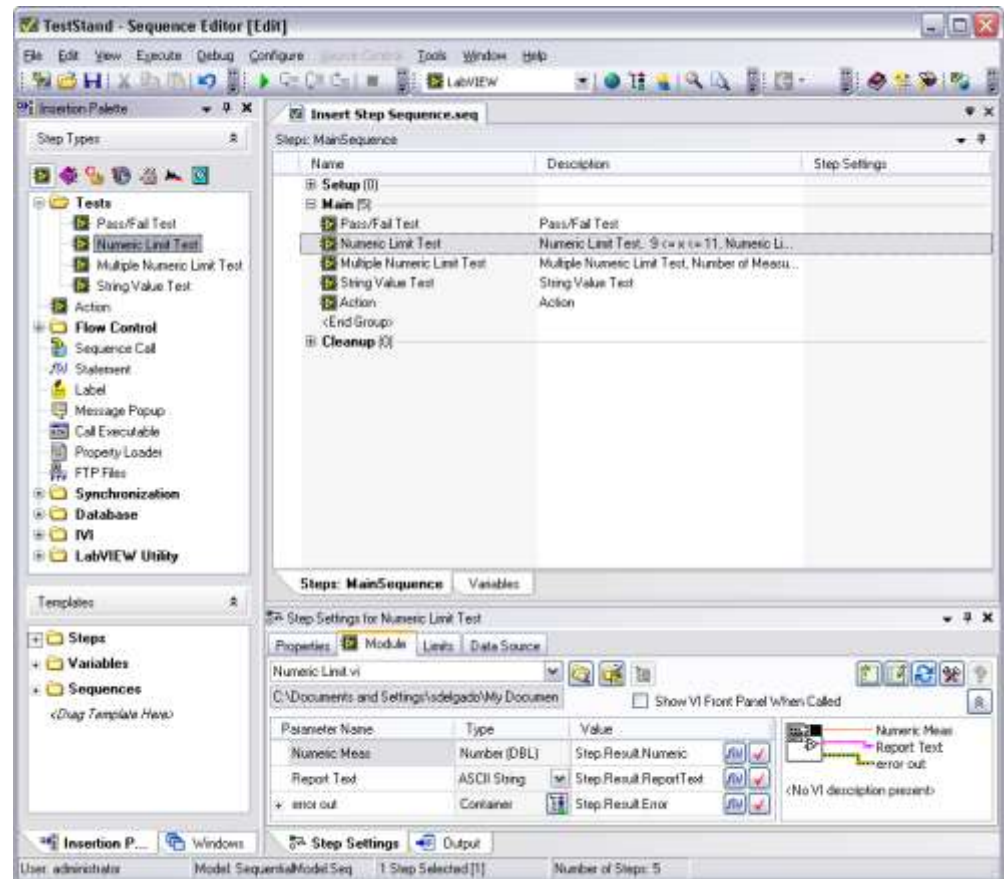 TestStand - Sequence Editor [Edit]
File Edit View Execute Debug Configure Source Control Tools Window Help
LabVIEW
Insertion Palette
Insert Step Sequence.seq
Step Types
Steps: MainSequence
Name Description Step Settings
Setup (0)
Main (5)
Pass/Fail Test Pass/Fail Test
Numeric Limit Test Numeric Limit Test, 9 <= x <= 11, Numeric Li...
Multiple Numeric Limit Test Multiple Numeric Limit Test, Number of Measu...
String Value Test String Value Test
Action Action
<End Group>
Cleanup (0)
Tests
Pass/Fail Test
Numeric Limit Test
Multiple Numeric Limit Test
String Value Test
Action
Flow Control
Sequence Call
Statement
Label
Message Popup
Call Executable
Property Loader
FTP Files
Synchronization
Database
IVI
LabVIEW Utility
Steps: MainSequence Variables
Templates
Steps
Variables
Sequences
<Drag Template Here>
Step Settings for Numeric Limit Test
Properties Module Limits Data Source
Numeric Limit.vi
C:\Documents and Settings\sdelgado\My Documen
Show VI Front Panel When Called
Parameter Name Type Value
Numeric Meas Number (DBL) Step.Result.Numeric
Report Text ASCII String Step.Result.ReportText
error out Container Step.Result.Error
Numeric Meas
Report Text
error out
<No VI description present>
Insertion P... Windows
Step Settings Output
User: administrator Model: SequentialModel.Seq 1 Step Selected [1] Number of Steps: 5